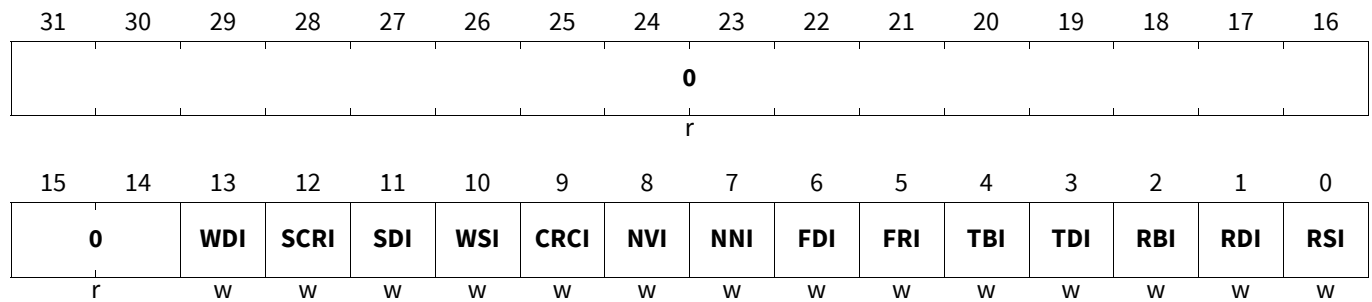 31 30 29 28 27 26 25 24 23 22 21 20 19 18 17 16
0
r
15 14 13 12 11 10 9 8 7 6 5 4 3 2 1 0
0 WDI SCRI SDI WSI CRCI NVI NNI FDI FRI TBI TDI RBI RDI RSI
r w w w w w w w w w w w w w w